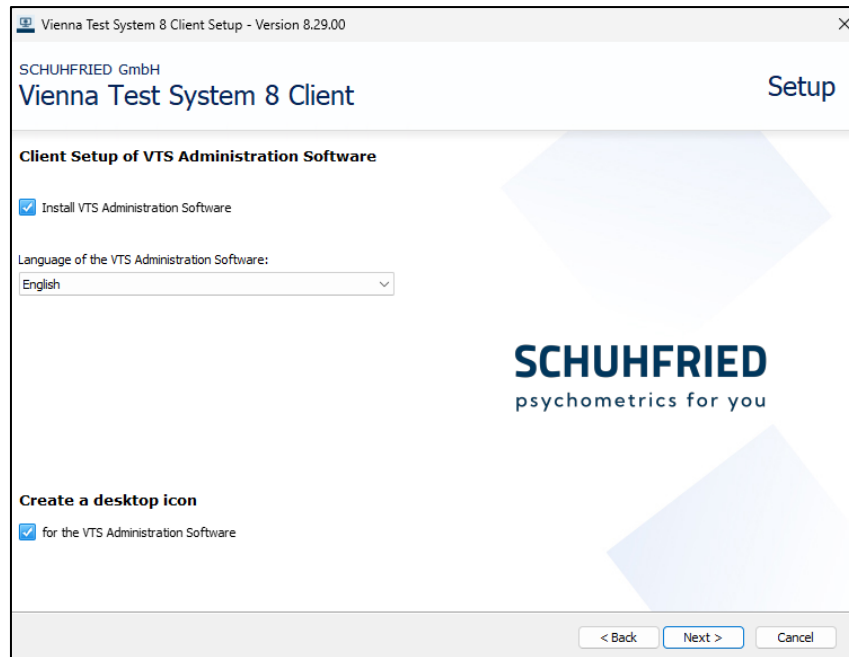 Vienna Test System 8 Client Setup - Version 8.29.00
SCHUHFRIED GmbH
Vienna Test System 8 Client
Setup
Client Setup of VTS Administration Software
Install VTS Administration Software
Language of the VTS Administration Software:
English
SCHUHFRIED
psychometrics for you
Create a desktop icon
for the VTS Administration Software
< Back
Next >
Cancel